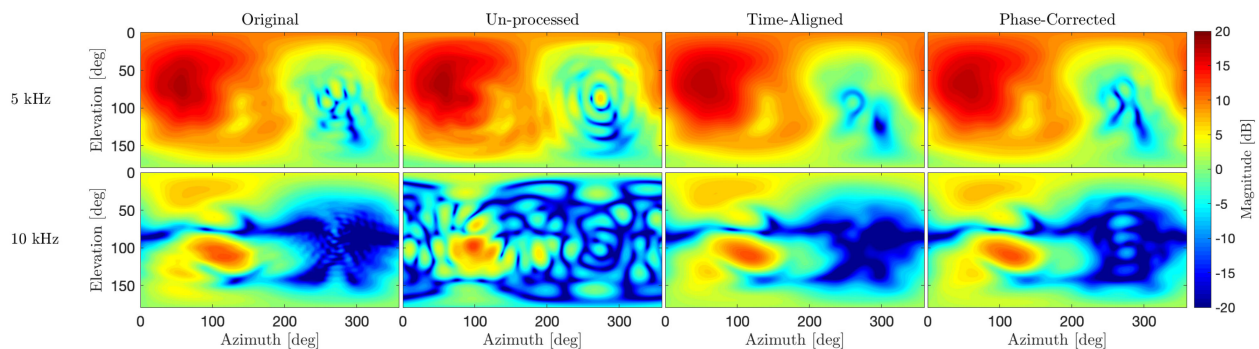 Original Un-processed Time-Aligned Phase-Corrected
5 kHz
Elevation [deg]
0
50
100
150
20
15
10
5
0
-5
-10
-15
-20
Magnitude [dB]
10 kHz
Elevation [deg]
0
50
100
150
0 100 200 300 0 100 200 300 0 100 200 300 0 100 200 300
Azimuth [deg] Azimuth [deg] Azimuth [deg] Azimuth [deg]